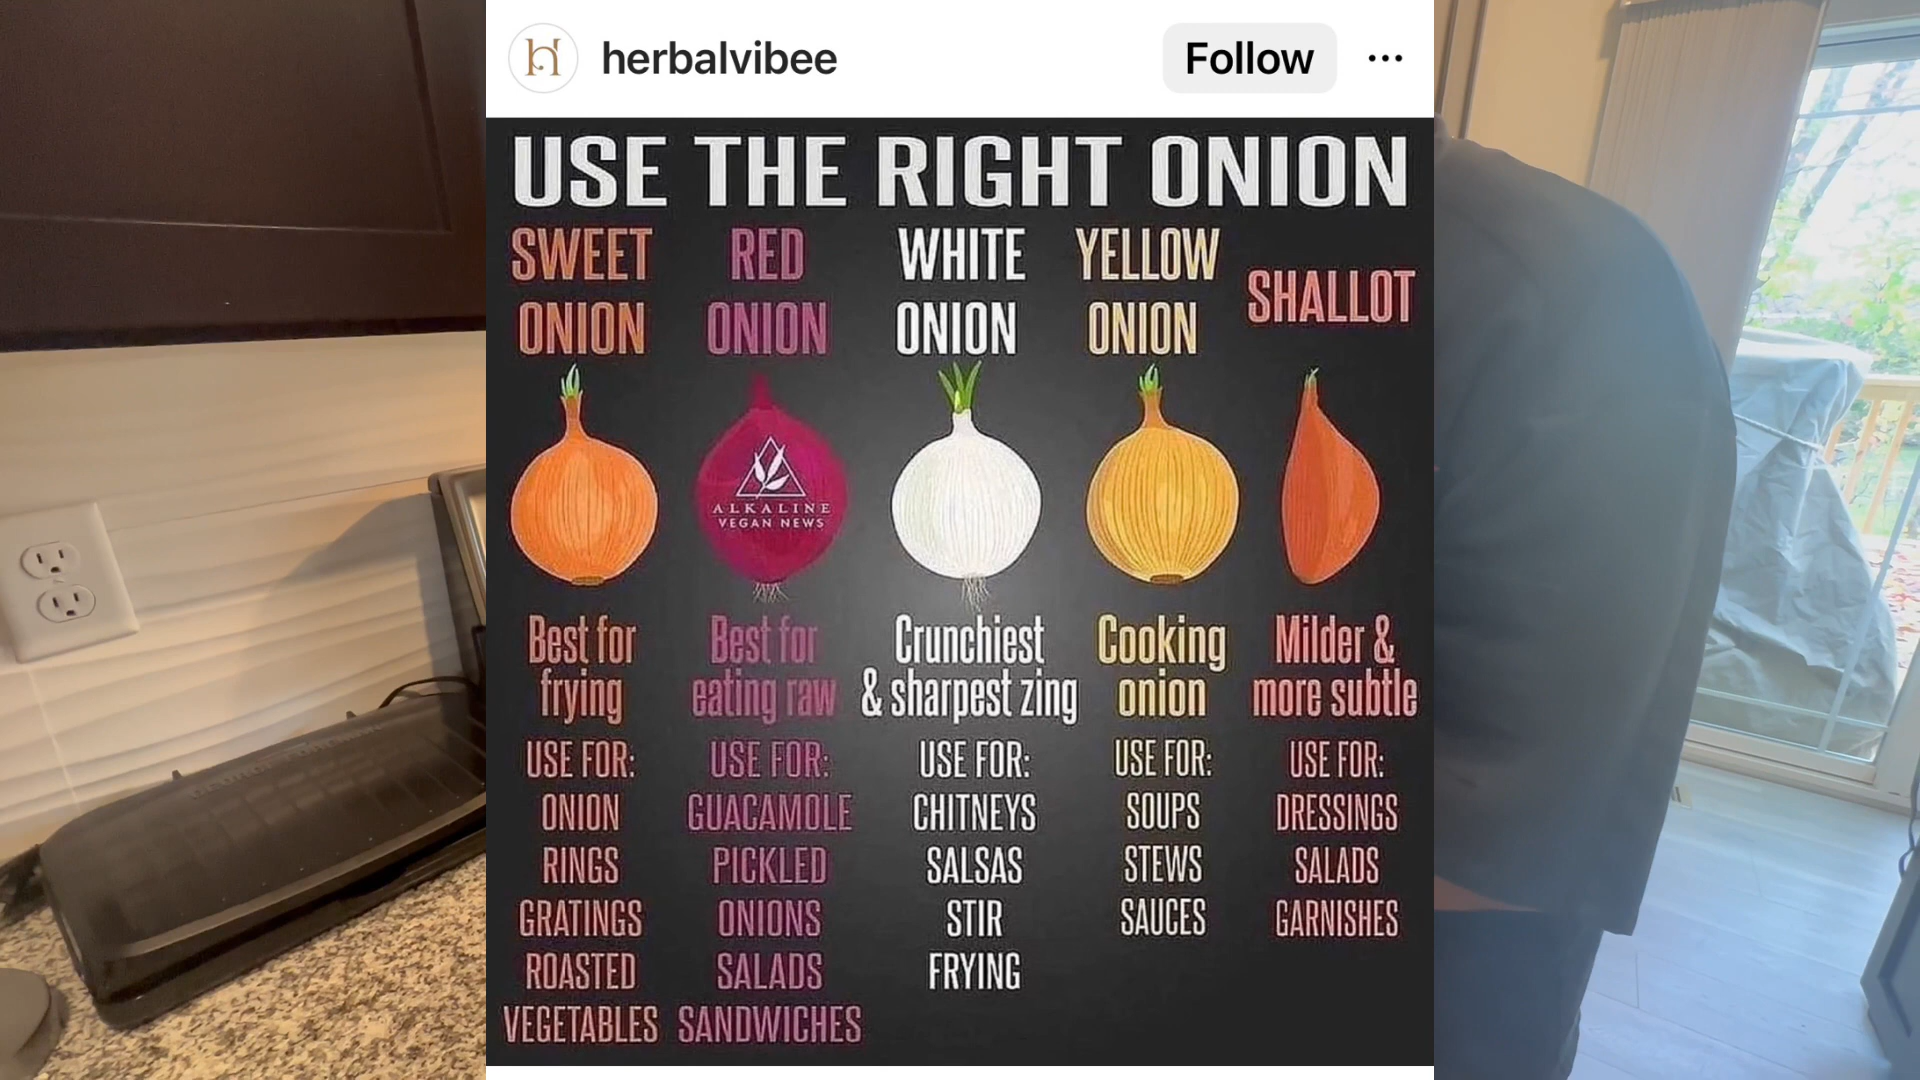 herbalvibee
Follow
USE THE RIGHT ONION
SWEET
ONION
RED
ONION
WHITE
ONION
YELLOW
ONION
SHALLOT
ALKALINE
VEGAN NEWS
Best for
frying
Best for
eating raw
Crunchiest
& sharpest zing
Cooking
onion
Milder &
more subtle
USE FOR:
ONION
RINGS
GRATINGS
ROASTED
VEGETABLES
USE FOR:
GUACAMOLE
PICKLED
ONIONS
SALADS
SANDWICHES
USE FOR:
CHITNEYS
SALSAS
STIR
FRYING
USE FOR:
SOUPS
STEWS
SAUCES
USE FOR:
DRESSINGS
SALADS
GARNISHES